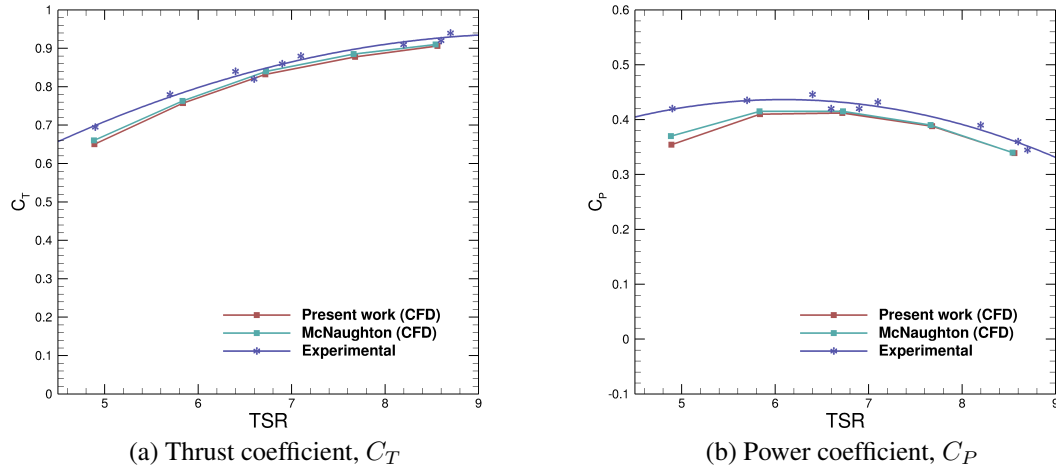 1
0.9
0.8
0.7
0.6
0.5
0.4
0.3
0.2
0.1
0
C_T
Present work (CFD)
McNaughton (CFD)
Experimental
5 6 7 8 9
TSR
(a) Thrust coefficient, C_T
0.6
0.5
0.4
0.3
0.2
0.1
0
-0.1
C_P
Present work (CFD)
McNaughton (CFD)
Experimental
5 6 7 8 9
TSR
(b) Power coefficient, C_P